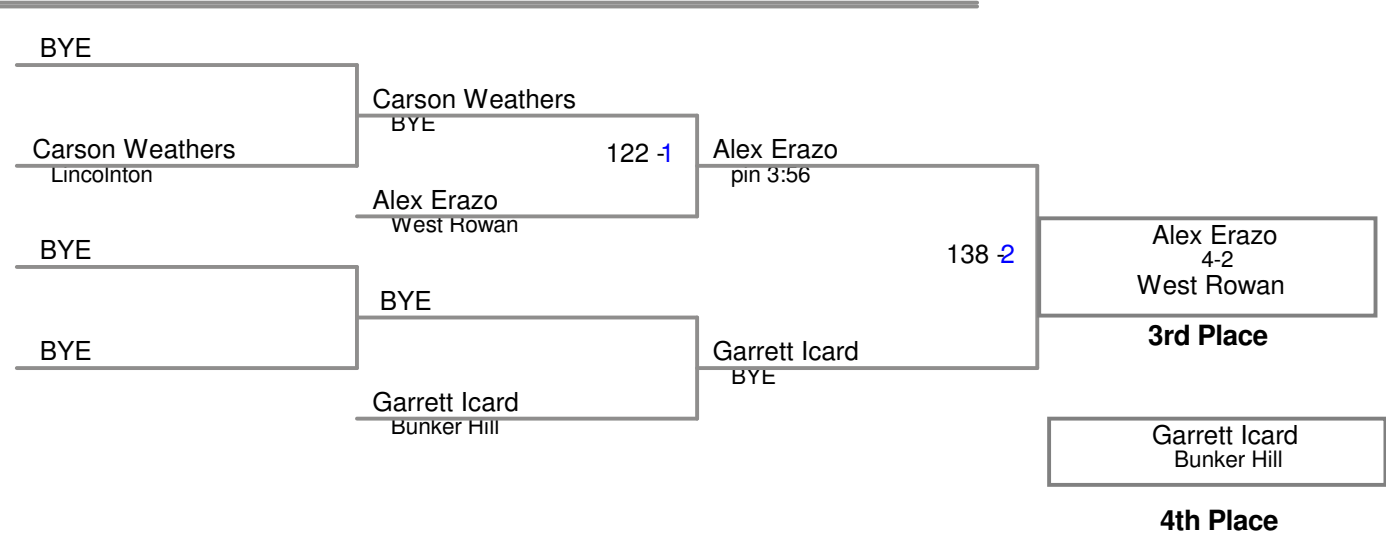 BYE
Carson Weathers
BYE
Carson Weathers
Lincolnton
122 -1
Alex Erazo
pin 3:56
Alex Erazo
West Rowan
BYE
138 -2
Alex Erazo
4-2
West Rowan
BYE
3rd Place
BYE
Garrett Icard
BYE
Garrett Icard
Bunker Hill
Garrett Icard
Bunker Hill
4th Place